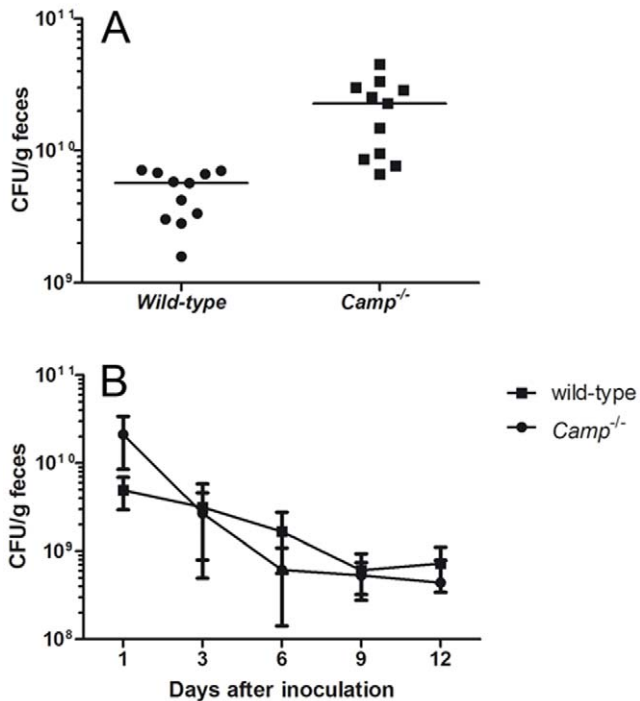 A
10¹¹
10¹⁰
10⁹
CFU/g feces
Wild-type
Camp⁻/⁻
B
10¹¹
10¹⁰
10⁹
10⁸
CFU/g feces
1 3 6 9 12
Days after inoculation
wild-type
Camp⁻/⁻